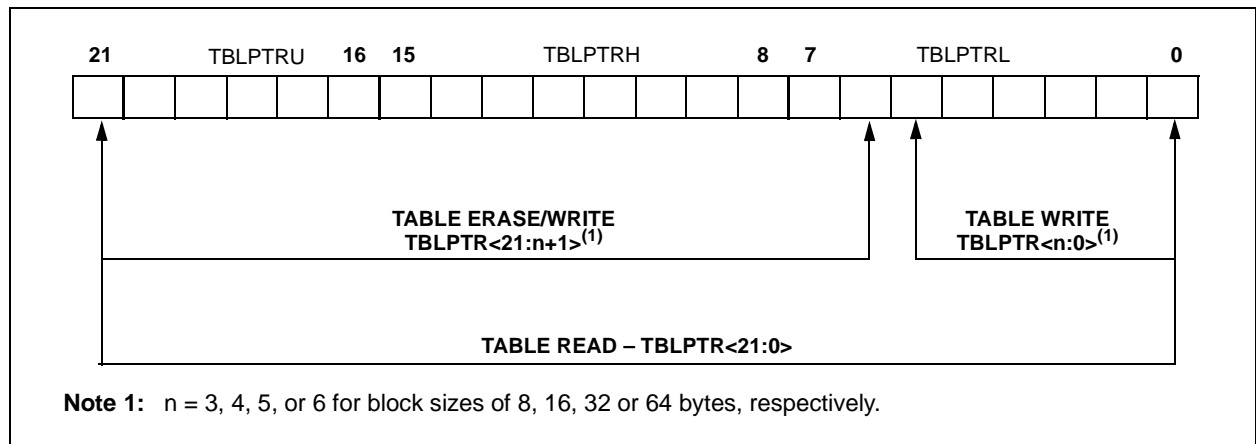 21 TBLPTRU 16 15 TBLPTRH 8 7 TBLPTRL 0
TABLE ERASE/WRITE
TBLPTR<21:n+1>(1)
TABLE WRITE
TBLPTR<n:0>(1)
TABLE READ – TBLPTR<21:0>
Note 1: n = 3, 4, 5, or 6 for block sizes of 8, 16, 32 or 64 bytes, respectively.